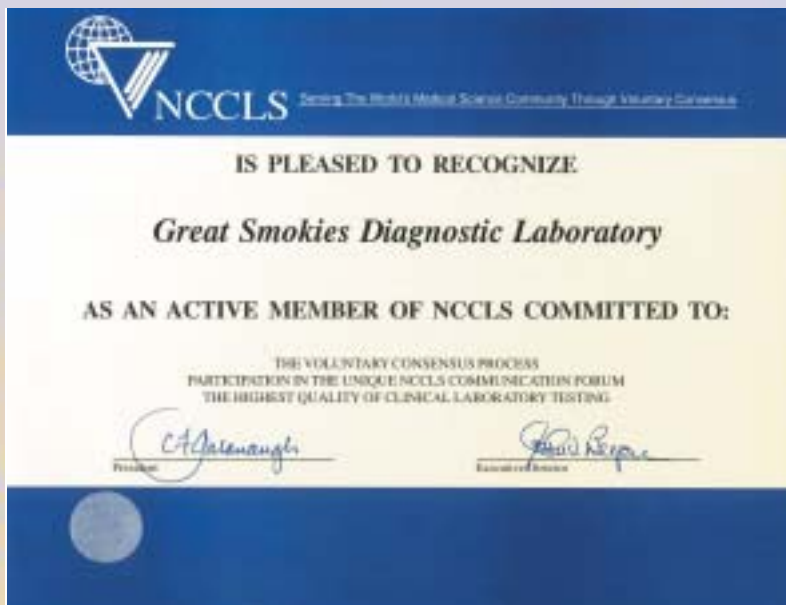 NCCLS Serving The World's Medical Science Community Through Voluntary Consensus
IS PLEASED TO RECOGNIZE
Great Smokies Diagnostic Laboratory
AS AN ACTIVE MEMBER OF NCCLS COMMITTED TO:
THE VOLUNTARY CONSENSUS PROCESS
PARTICIPATION IN THE UNIQUE NCCLS COMMUNICATION FORUM
THE HIGHEST QUALITY OF CLINICAL LABORATORY TESTING
President Executive Director